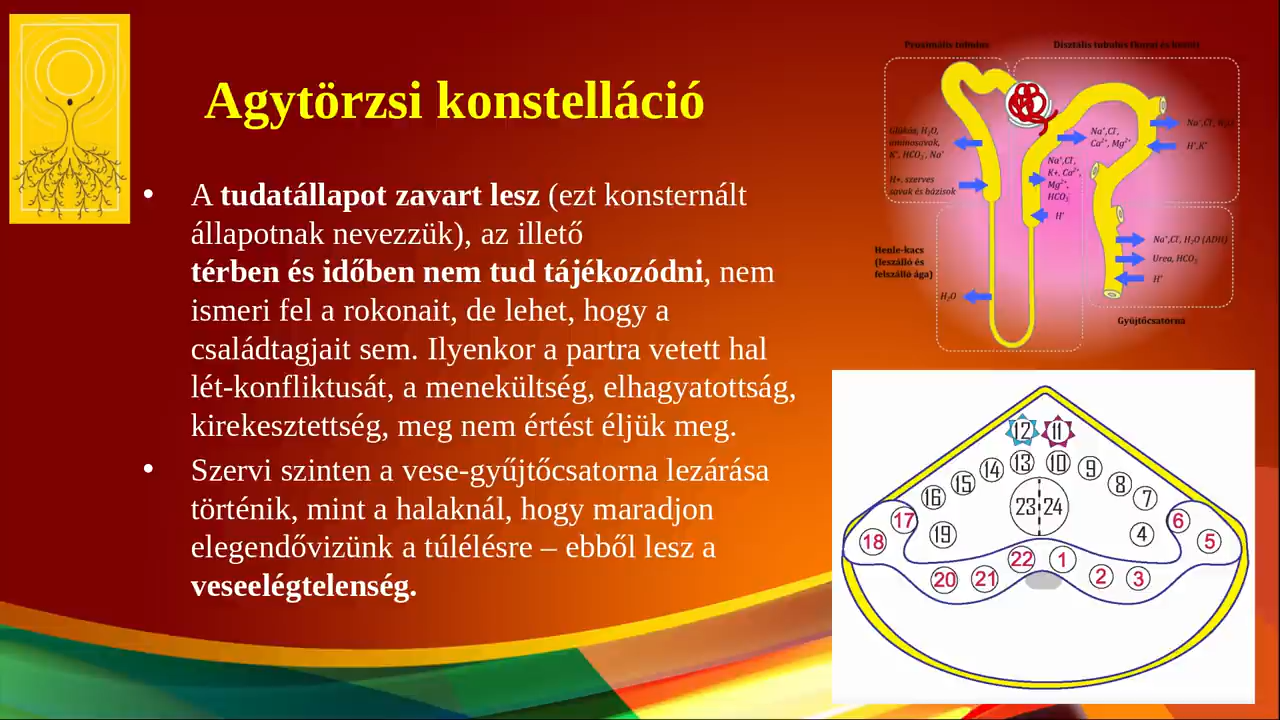 Agytörzsi konstelláció
• A tudatállapot zavart lesz (ezt konsternált
állapotnak nevezzük), az illető
térben és időben nem tud tájékozódni, nem
ismeri fel a rokonait, de lehet, hogy a
családtagjait sem. Ilyenkor a partra vetett hal
lét-konfliktusát, a menekültség, elhagyatottság,
kirekesztettség, meg nem értést éljük meg.
• Szervi szinten a vese-gyűjtőcsatorna lezárása
történik, mint a halaknál, hogy maradjon
elegendővizünk a túlélésre – ebből lesz a
veseelégtelenség.
Proximális tubulus
Disztális tubulus
Glükóz, H₂O,
aminosavak,
K⁺, HCO₃⁻, Na⁺
H+, szerves
savak és bázisok
Na⁺,Cl⁻,
Ca²⁺, Mg²⁺
Na⁺,Cl⁻,
K+, Ca²⁺,
Mg²⁺,
HCO₃⁻
H⁺
Na⁺,Cl⁻, H₂O
H⁺,K⁺
Henle-kacs
(leszálló és
felszálló ága)
H₂O
Na⁺,Cl⁻, H₂O (ADH)
Urea, HCO₃⁻
H⁺
Gyűjtőcsatorna
12 11
14 13 10 9
16 15 8 7
23 24
17 6
18 19 4 5
22 1
20 21 2 3